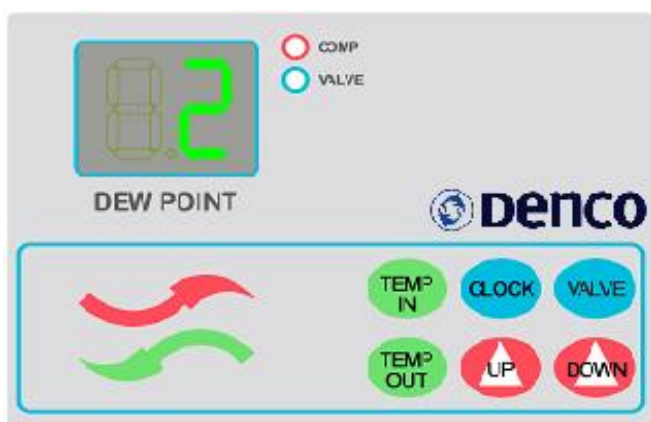 2
COMP
VALVE
DEW POINT
Denco
TEMP IN
CLOCK
VALVE
TEMP OUT
UP
DOWN